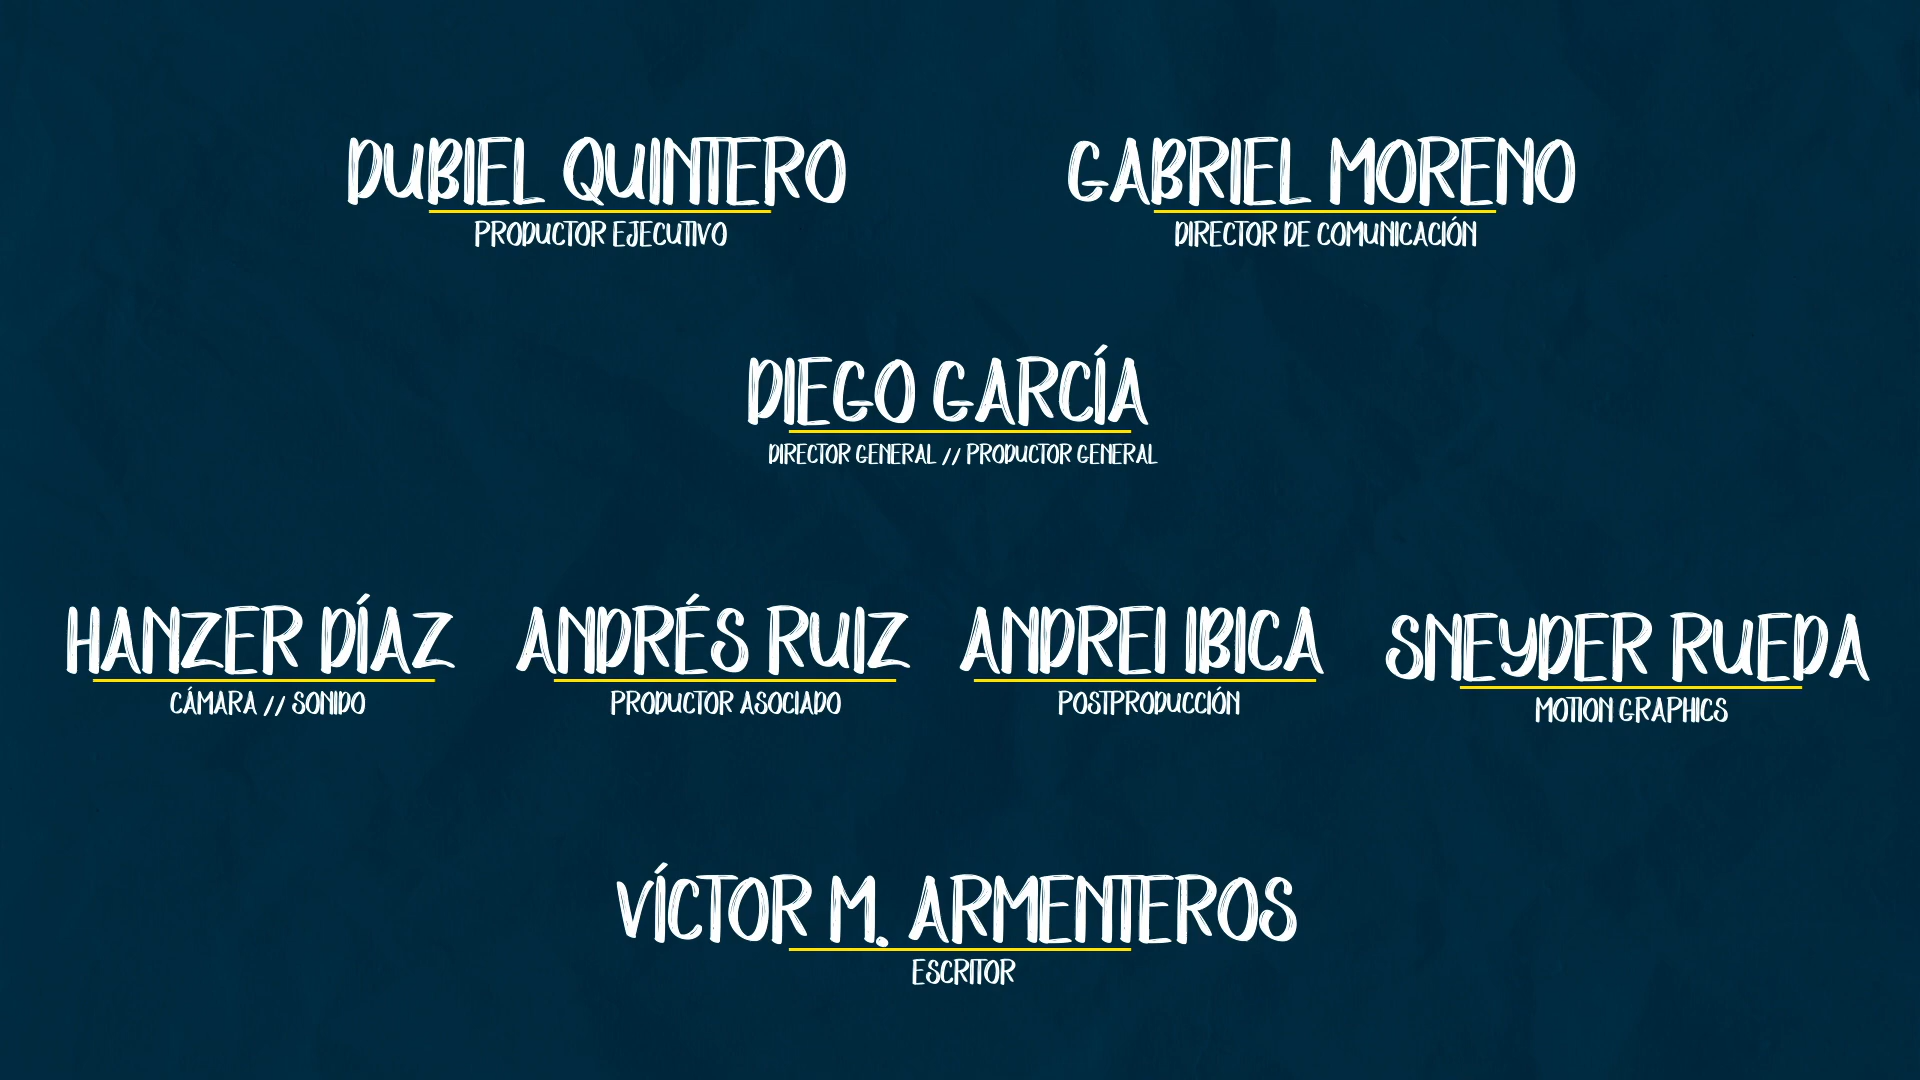 DUBIEL QUINTERO
PRODUCTOR EJECUTIVO
GABRIEL MORENO
DIRECTOR DE COMUNICACIÓN
DIEGO GARCÍA
DIRECTOR GENERAL // PRODUCTOR GENERAL
HANZER DÍAZ
CÁMARA // SONIDO
ANDRÉS RUIZ
PRODUCTOR ASOCIADO
ANDREI IBICA
POSTPRODUCCIÓN
SNEYDER RUEDA
MOTION GRAPHICS
VÍCTOR M. ARMENTEROS
ESCRITOR